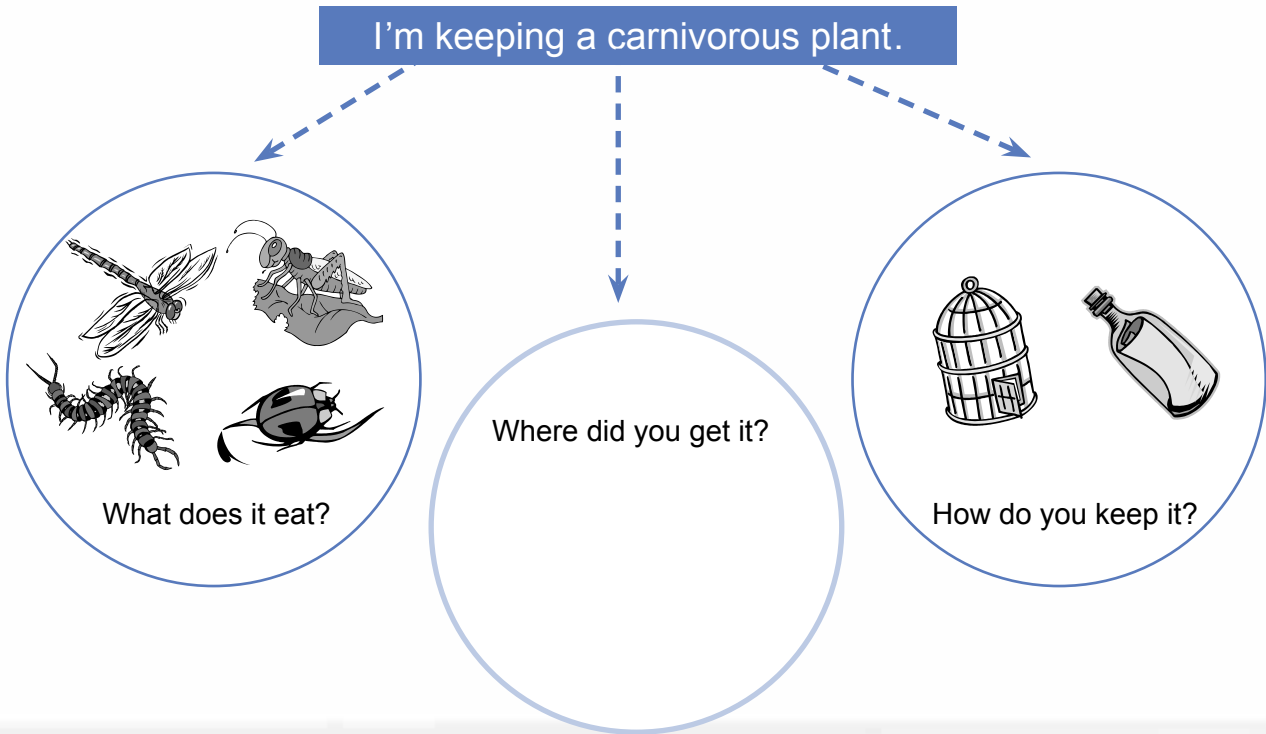 I'm keeping a carnivorous plant.
What does it eat?
Where did you get it?
How do you keep it?